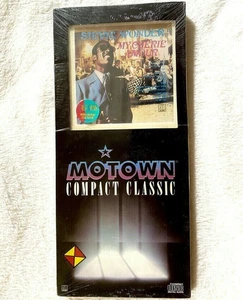 STEVIE WONDER
MY CHERIE
AMOUR
MOTOWN
COMPACT CLASSIC